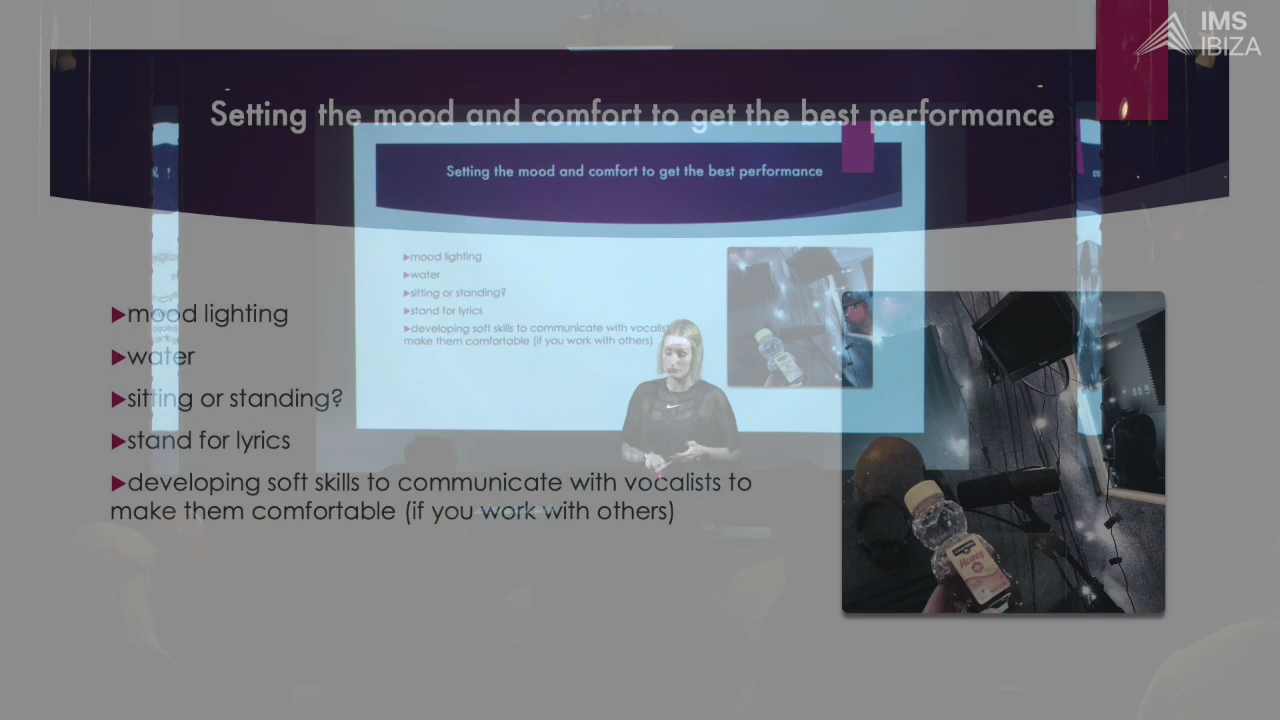 IMS
IBIZA
Setting the mood and comfort to get the best performance
Setting the mood and comfort to get the best performance
▶mood lighting
▶water
▶sitting or standing?
▶stand for lyrics
▶developing soft skills to communicate with vocalist
make them comfortable (if you work with others)
▶mood lighting
▶water
▶sitting or standing?
▶stand for lyrics
▶developing soft skills to communicate with vocalists to
make them comfortable (if you work with others)
Honey